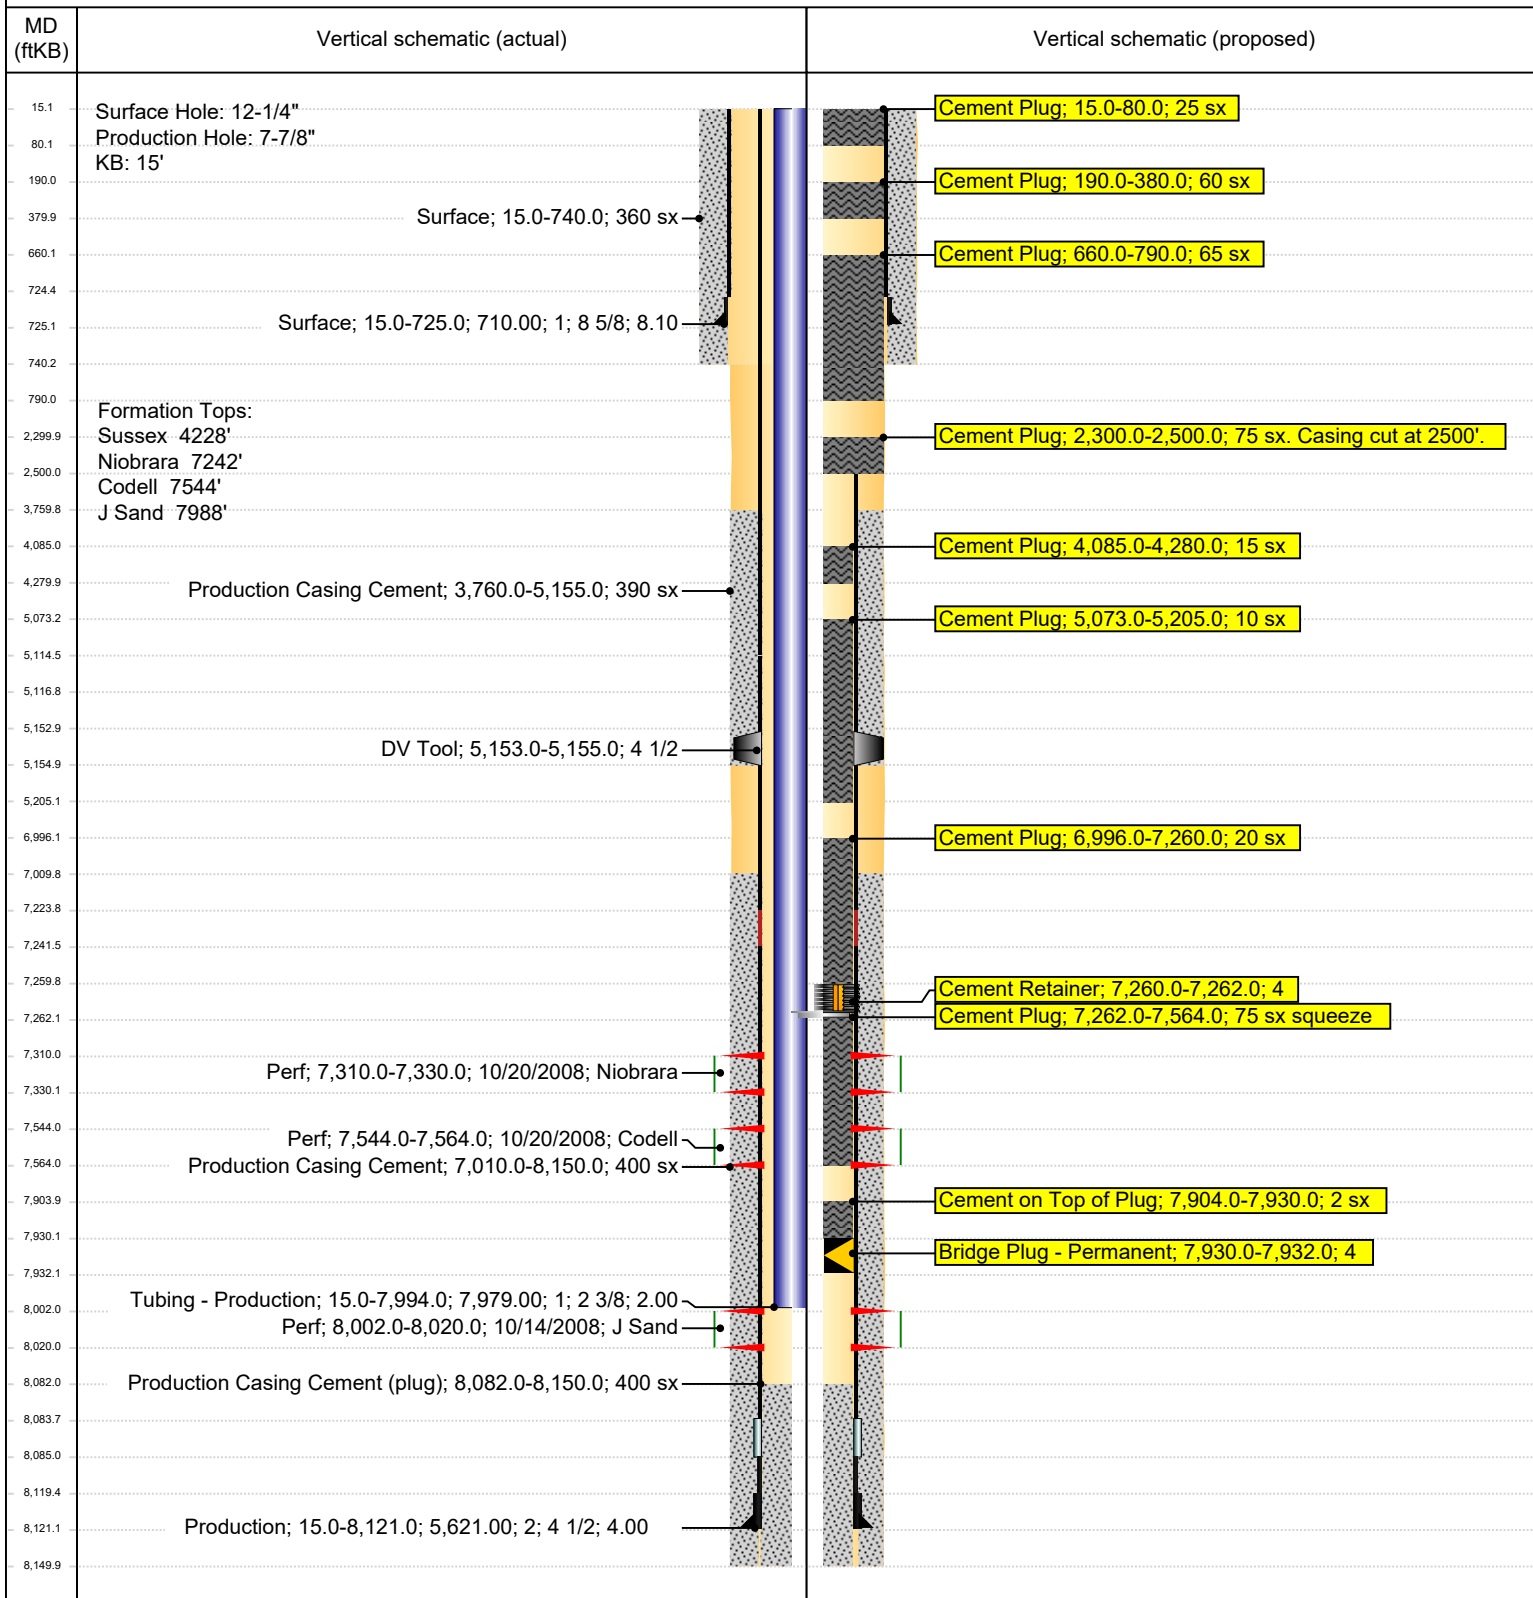 MD
(ftKB)
Vertical schematic (actual)
Vertical schematic (proposed)
15.1
80.1
190.0
379.9
660.1
724.4
725.1
740.2
790.0
2,299.9
2,500.0
3,759.8
4,085.0
4,279.9
5,073.2
5,114.5
5,116.8
5,152.9
5,154.9
5,205.1
6,996.1
7,009.8
7,223.8
7,241.5
7,259.8
7,262.1
7,310.0
7,330.1
7,544.0
7,564.0
7,903.9
7,930.1
7,932.1
8,002.0
8,020.0
8,082.0
8,083.7
8,085.0
8,119.4
8,121.1
8,149.9
Surface Hole: 12-1/4"
Production Hole: 7-7/8"
KB: 15'
Surface; 15.0-740.0; 360 sx
Surface; 15.0-725.0; 710.00; 1; 8 5/8; 8.10
Formation Tops:
Sussex 4228'
Niobrara 7242'
Codell 7544'
J Sand 7988'
Production Casing Cement; 3,760.0-5,155.0; 390 sx
DV Tool; 5,153.0-5,155.0; 4 1/2
Perf; 7,310.0-7,330.0; 10/20/2008; Niobrara
Perf; 7,544.0-7,564.0; 10/20/2008; Codell
Production Casing Cement; 7,010.0-8,150.0; 400 sx
Tubing - Production; 15.0-7,994.0; 7,979.00; 1; 2 3/8; 2.00
Perf; 8,002.0-8,020.0; 10/14/2008; J Sand
Production Casing Cement (plug); 8,082.0-8,150.0; 400 sx
Production; 15.0-8,121.0; 5,621.00; 2; 4 1/2; 4.00
Cement Plug; 15.0-80.0; 25 sx
Cement Plug; 190.0-380.0; 60 sx
Cement Plug; 660.0-790.0; 65 sx
Cement Plug; 2,300.0-2,500.0; 75 sx. Casing cut at 2500'.
Cement Plug; 4,085.0-4,280.0; 15 sx
Cement Plug; 5,073.0-5,205.0; 10 sx
Cement Plug; 6,996.0-7,260.0; 20 sx
Cement Retainer; 7,260.0-7,262.0; 4
Cement Plug; 7,262.0-7,564.0; 75 sx squeeze
Cement on Top of Plug; 7,904.0-7,930.0; 2 sx
Bridge Plug - Permanent; 7,930.0-7,932.0; 4